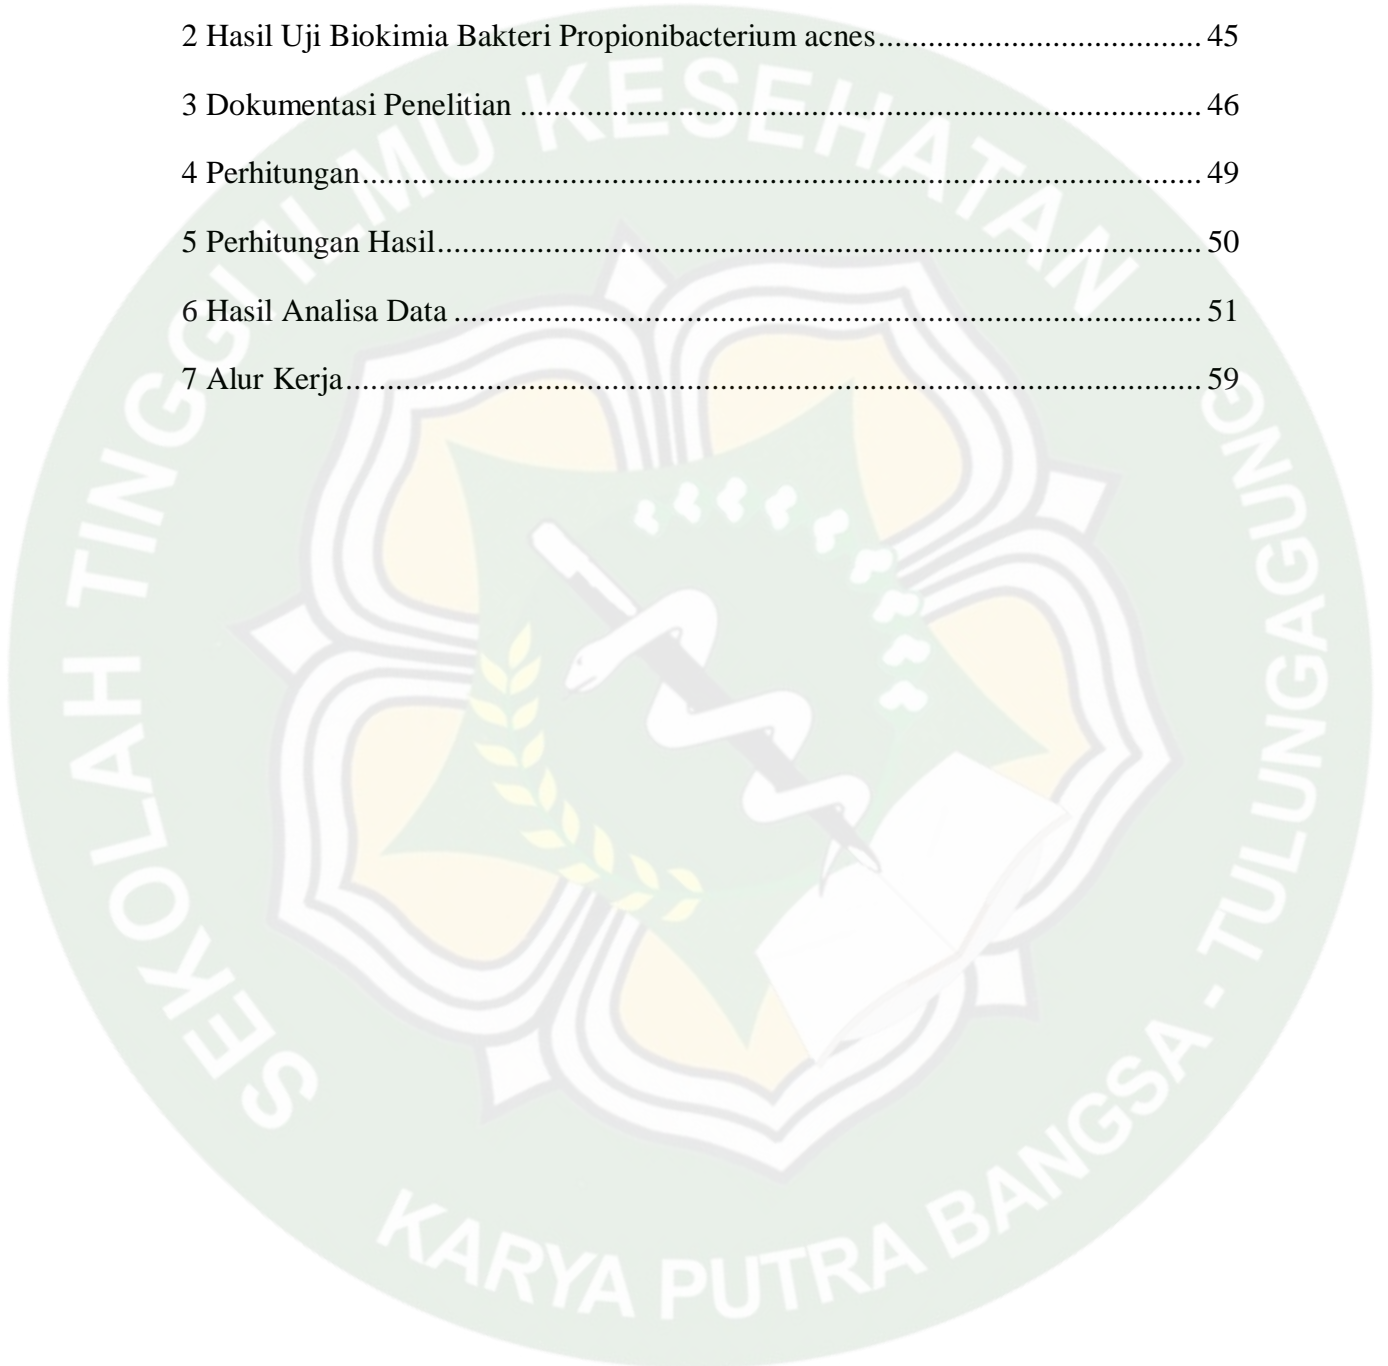 2 Hasil Uji Biokimia Bakteri Propionibacterium acnes....................................... 45
3 Dokumentasi Penelitian .................................................................................. 46
4 Perhitungan..................................................................................................... 49
5 Perhitungan Hasil............................................................................................ 50
6 Hasil Analisa Data .......................................................................................... 51
7 Alur Kerja....................................................................................................... 59
SEKOLAH TINGGI ILMU KESEHATAN
KARYA PUTRA BANGSA - TULUNGAGUNG